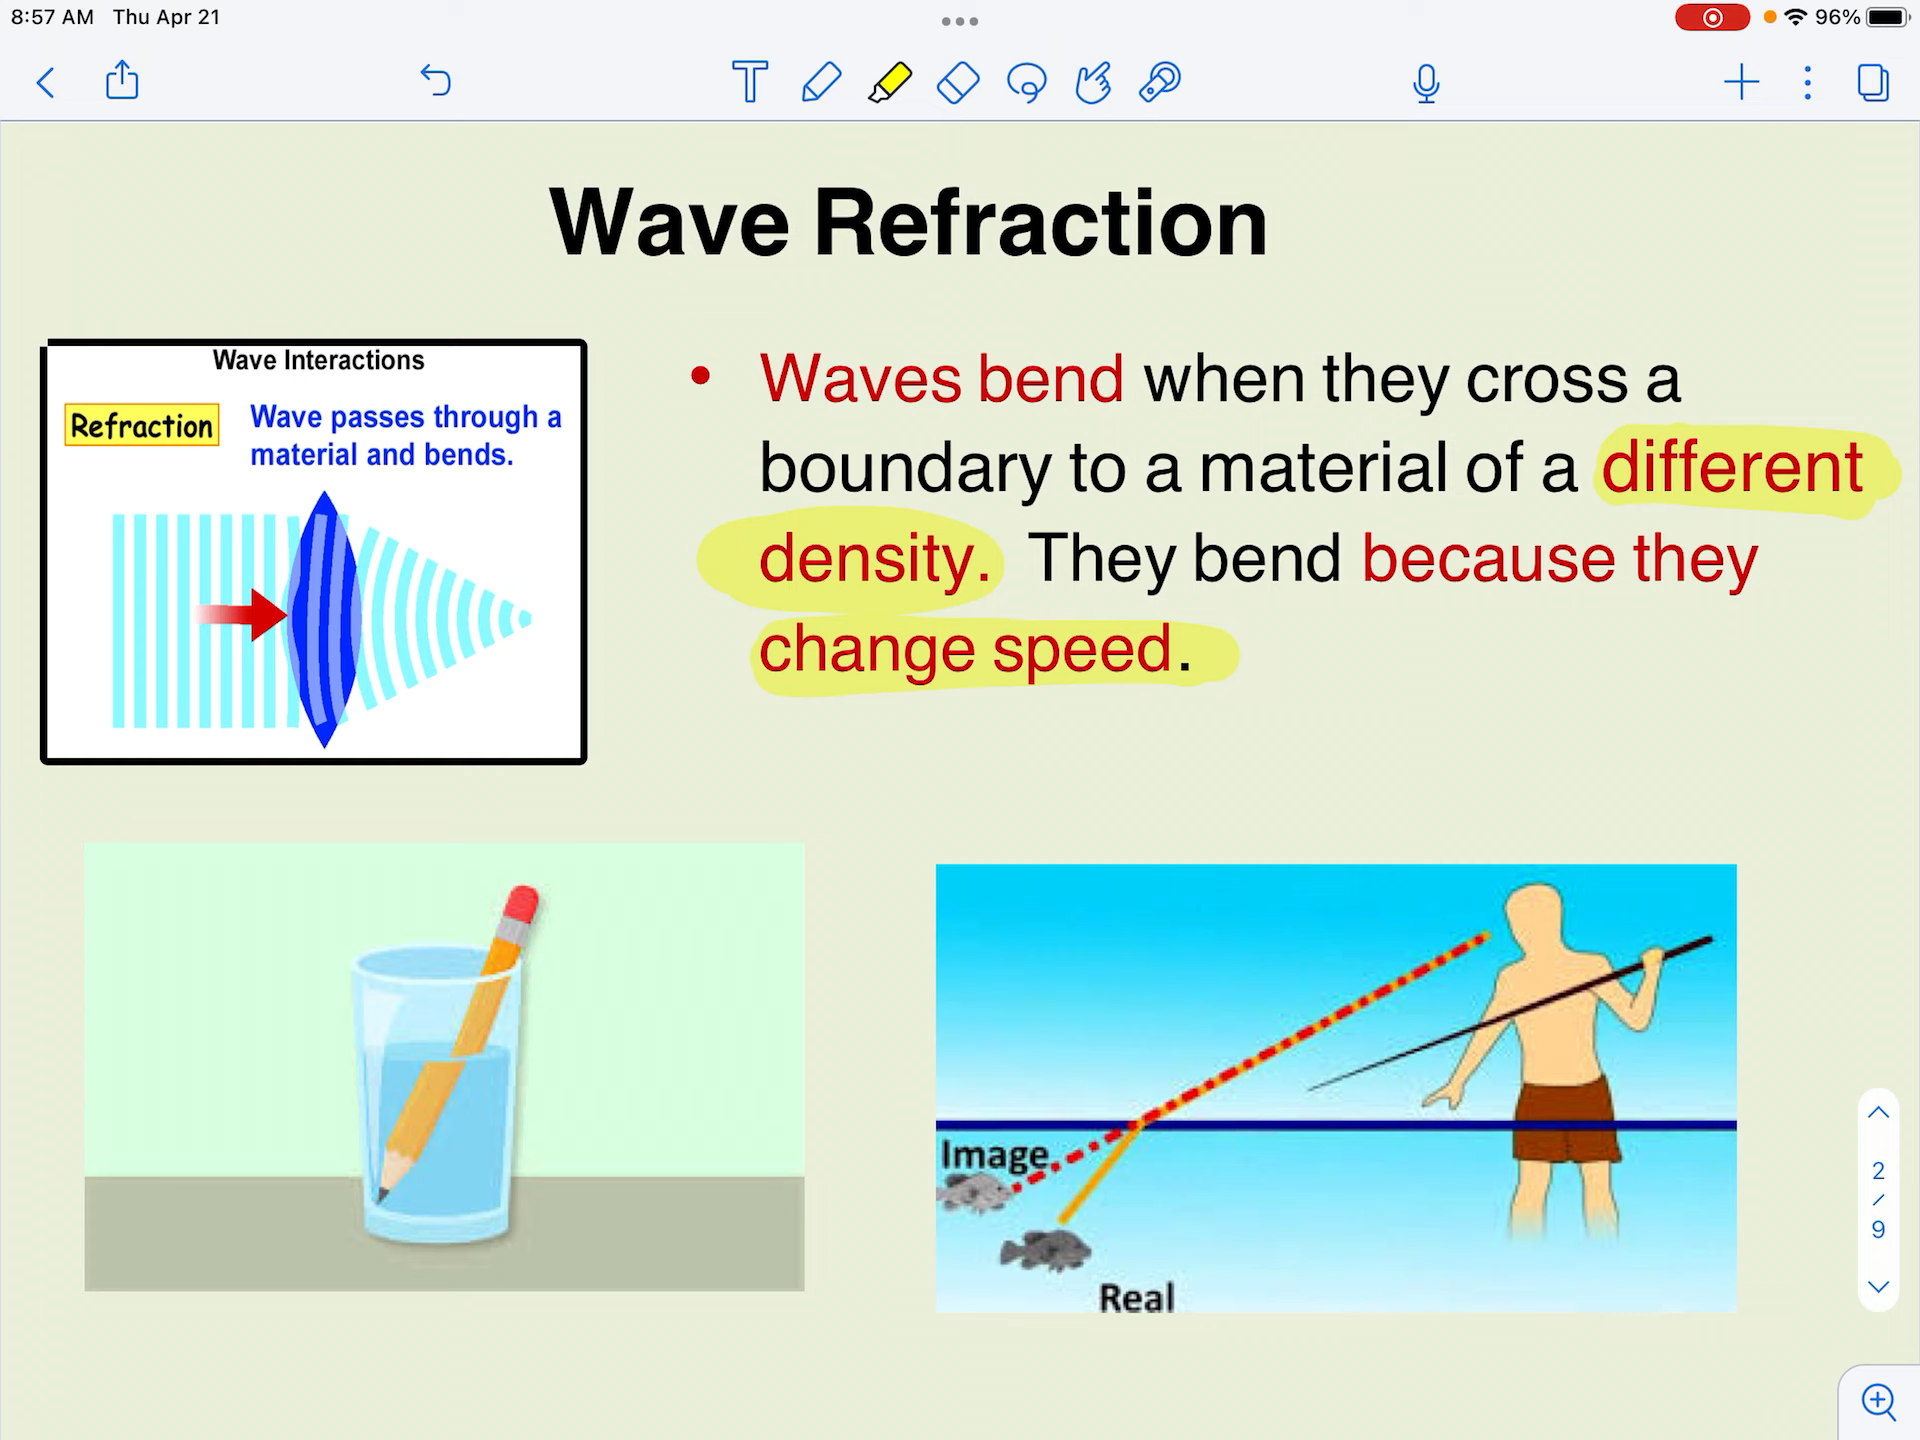 8:57 AM Thu Apr 21
96%
Wave Refraction
Wave Interactions
Refraction
Wave passes through a
material and bends.
• Waves bend when they cross a
boundary to a material of a different
density. They bend because they
change speed.
Image
Real
2
/
9